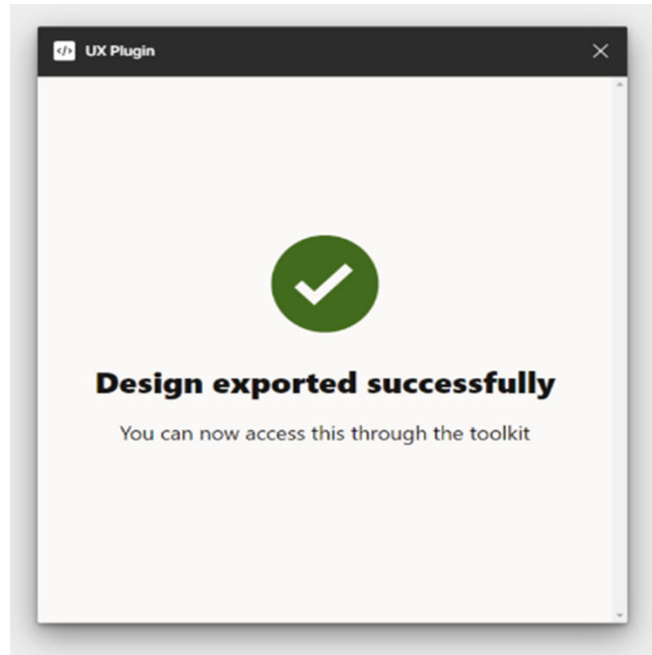 UX Plugin
Design exported successfully
You can now access this through the toolkit